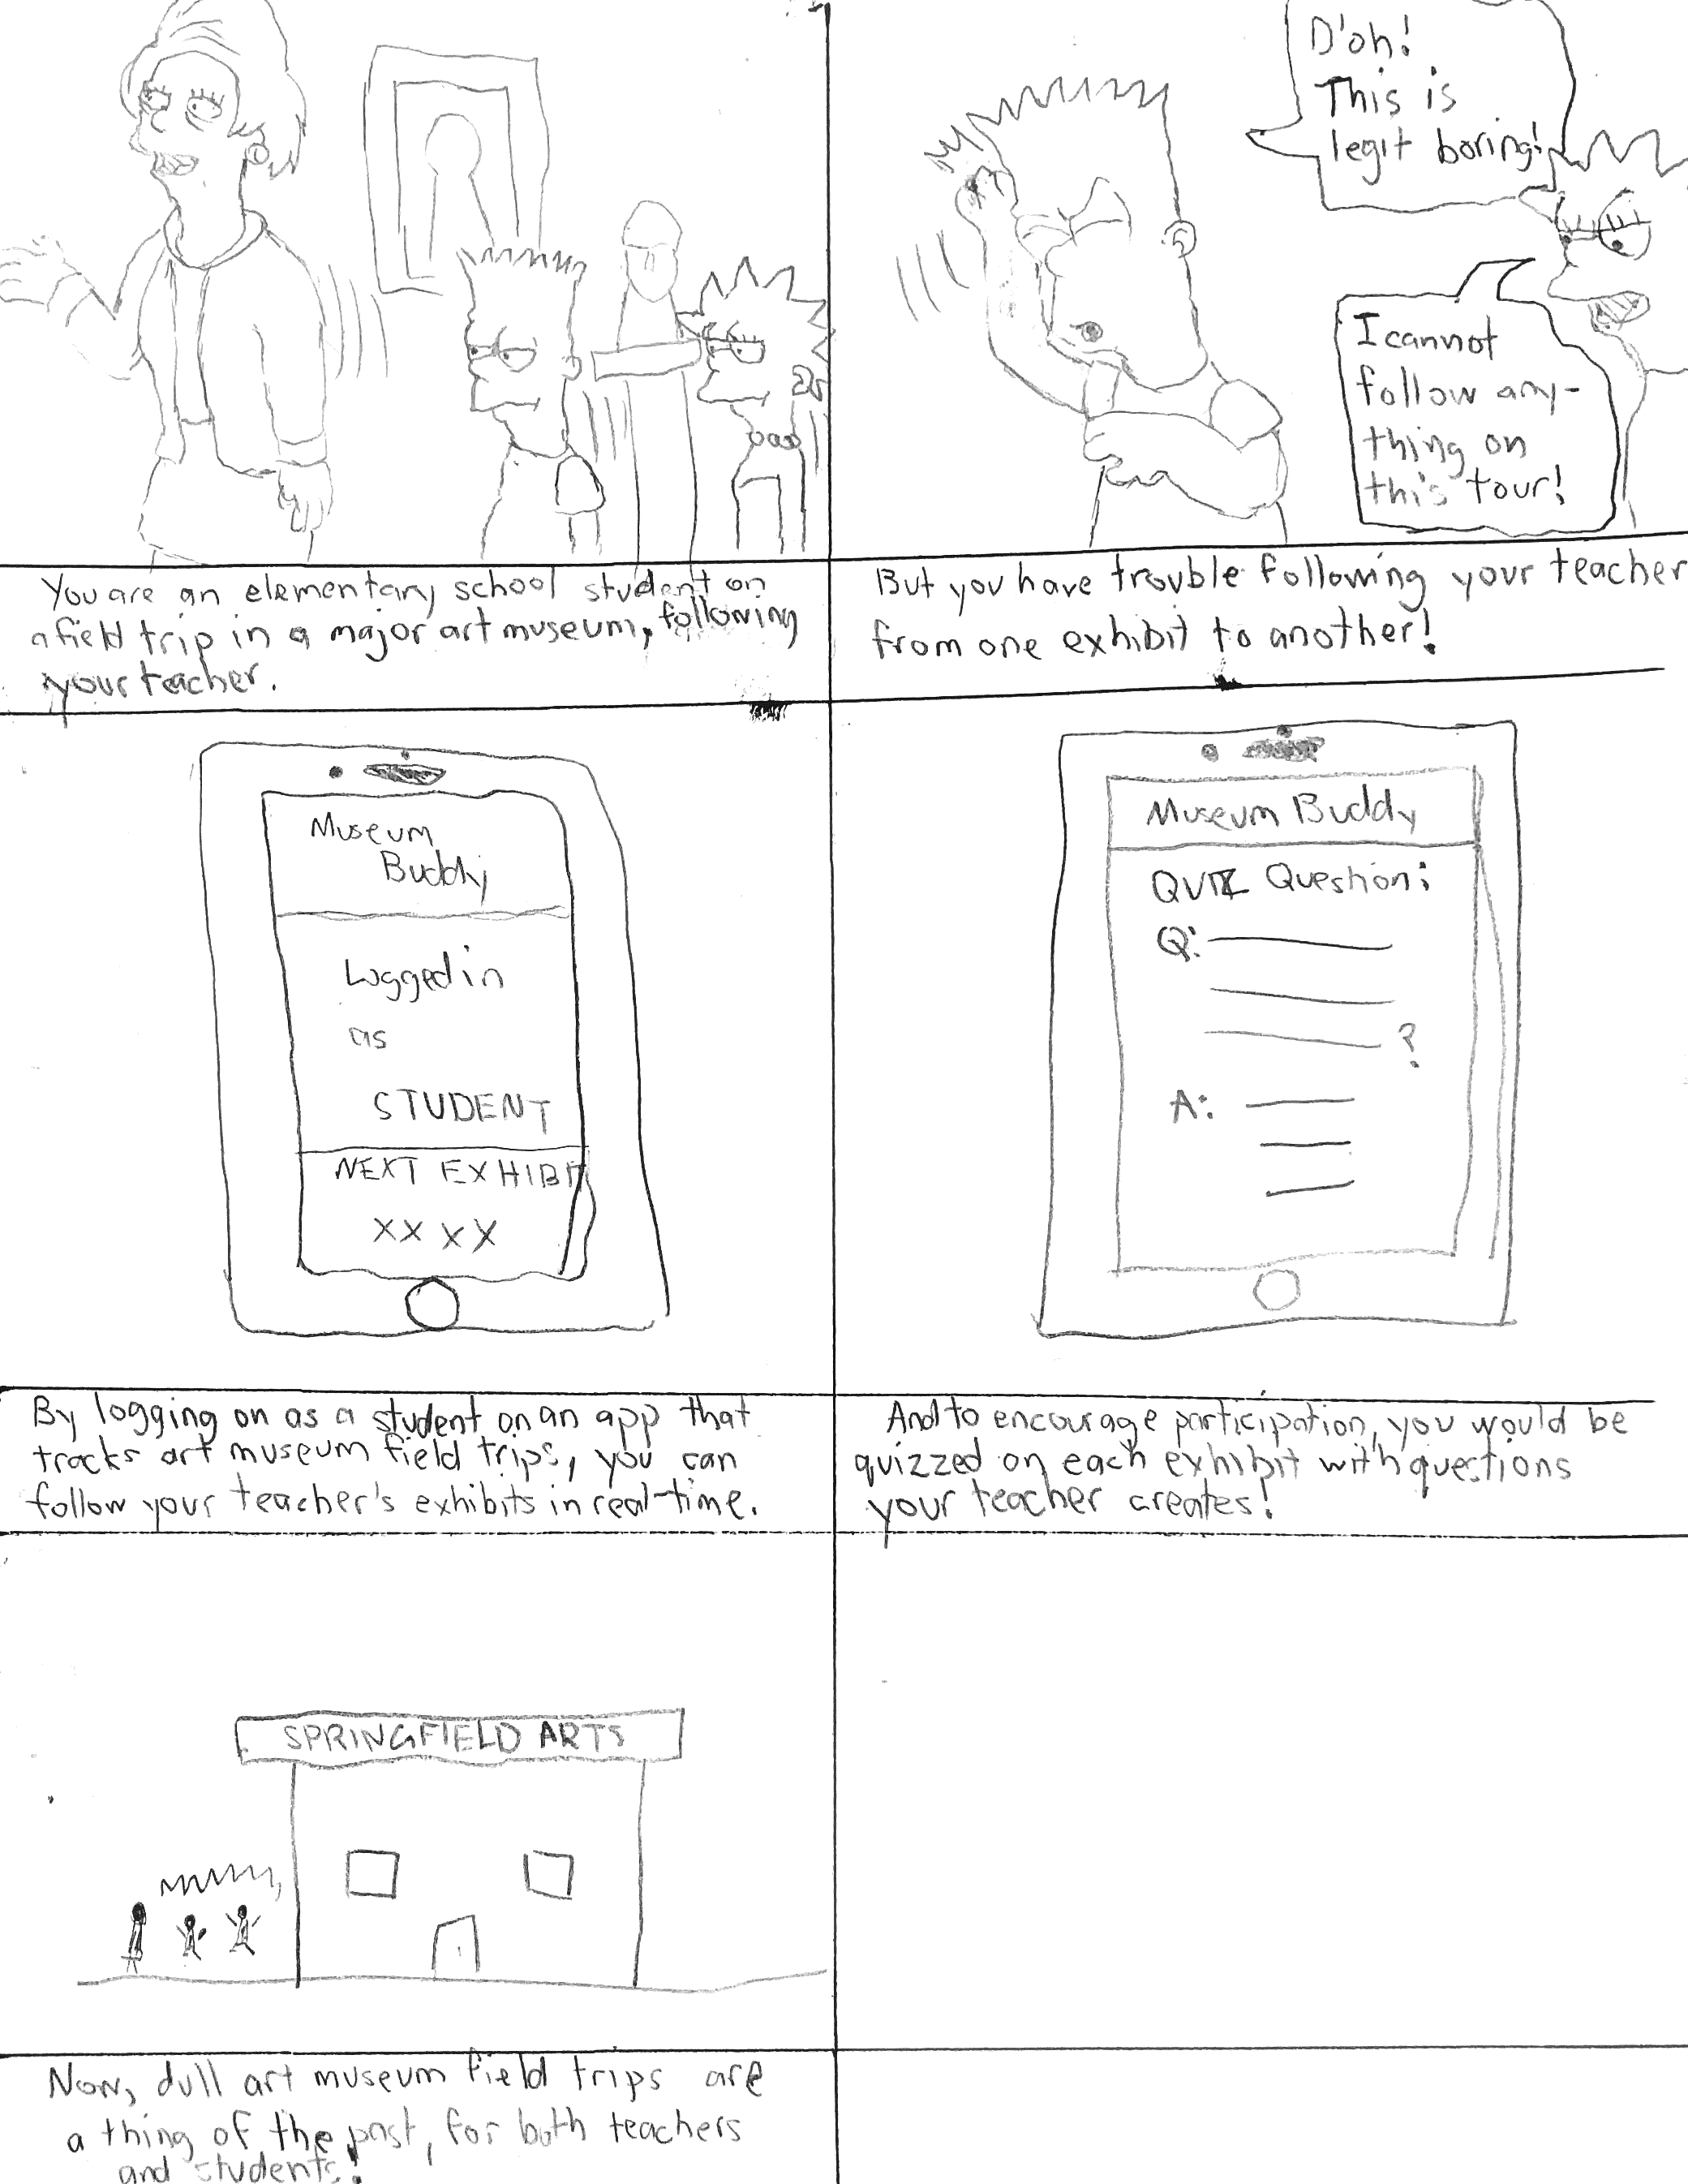 D'oh!
This is
legit boring!
I cannot
follow any-
thing on
this tour!
You are an elementary school student on
a field trip in a major art museum, following
your teacher.
But you have trouble following your teacher
from one exhibit to another!
Museum
Buddy
Logged in
as
STUDENT
NEXT EXHIBIT
XX XX
Museum Buddy
QUIZ Question:
Q:
?
A:
By logging on as a student on an app that
tracks art museum field trips, you can
follow your teacher's exhibits in real-time.
And to encourage participation, you would be
quizzed on each exhibit with questions
your teacher creates!
SPRINGFIELD ARTS
Now, dull art museum field trips are
a thing of the past, for both teachers
and students!